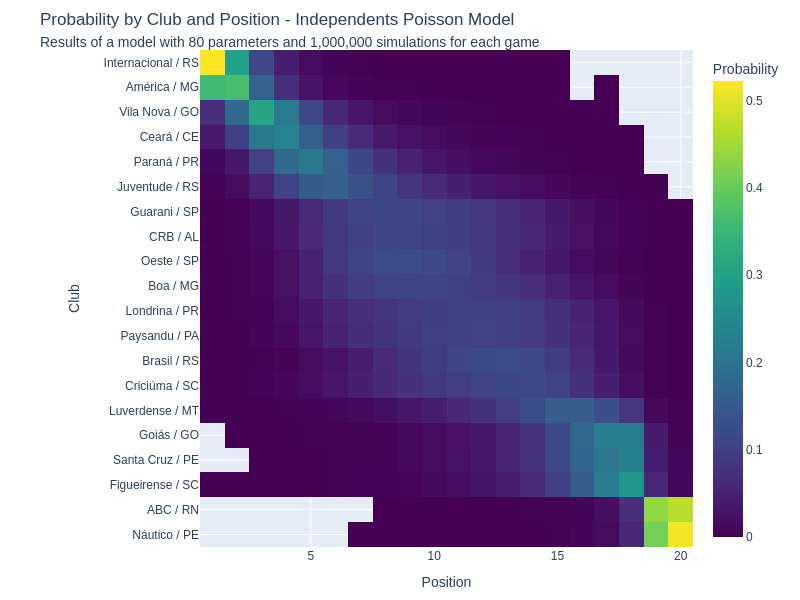 Probability by Club and Position - Independents Poisson Model
Results of a model with 80 parameters and 1,000,000 simulations for each game
Probability
Internacional / RS
América / MG
Vila Nova / GO
Ceará / CE
Paraná / PR
Juventude / RS
Guarani / SP
CRB / AL
Oeste / SP
Boa / MG
Londrina / PR
Paysandu / PA
Brasil / RS
Criciúma / SC
Luverdense / MT
Goiás / GO
Santa Cruz / PE
Figueirense / SC
ABC / RN
Náutico / PE
Club
5
10
15
20
Position
0.5
0.4
0.3
0.2
0.1
0